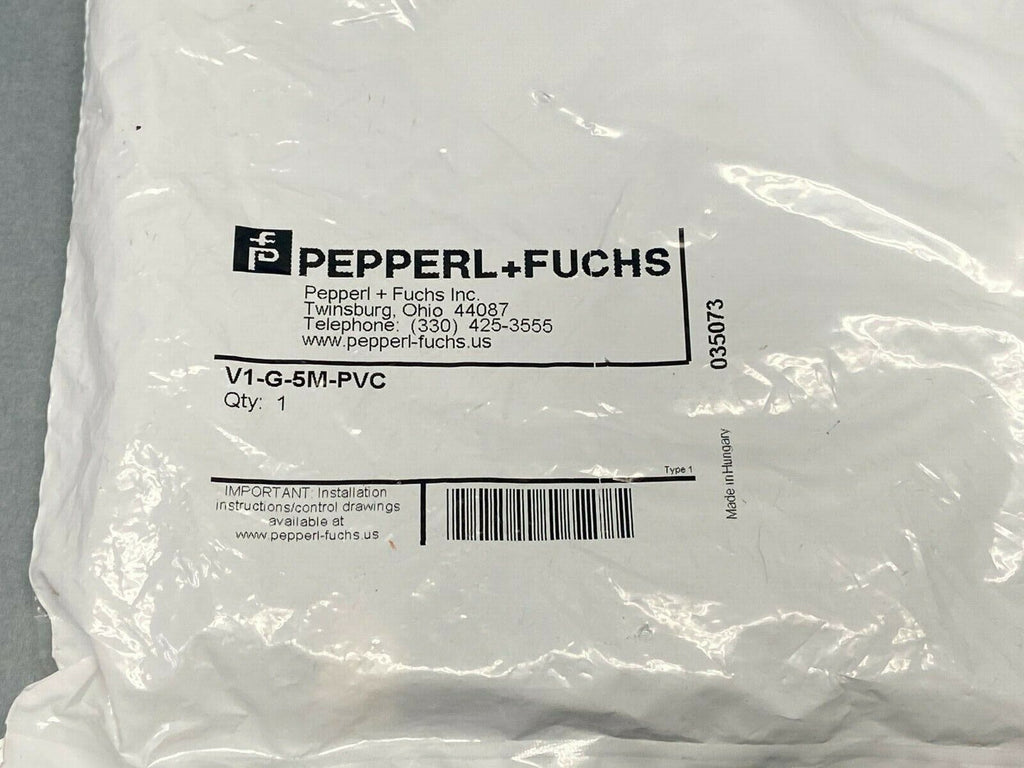 PEPPERL+FUCHS
Pepperl + Fuchs Inc.
Twinsburg, Ohio 44087
Telephone: (330) 425-3555
www.pepperl-fuchs.us
035073
V1-G-5M-PVC
Qty: 1
Type 1
Made in Hungary
IMPORTANT: Installation
instructions/control drawings
available at
www.pepperl-fuchs.us